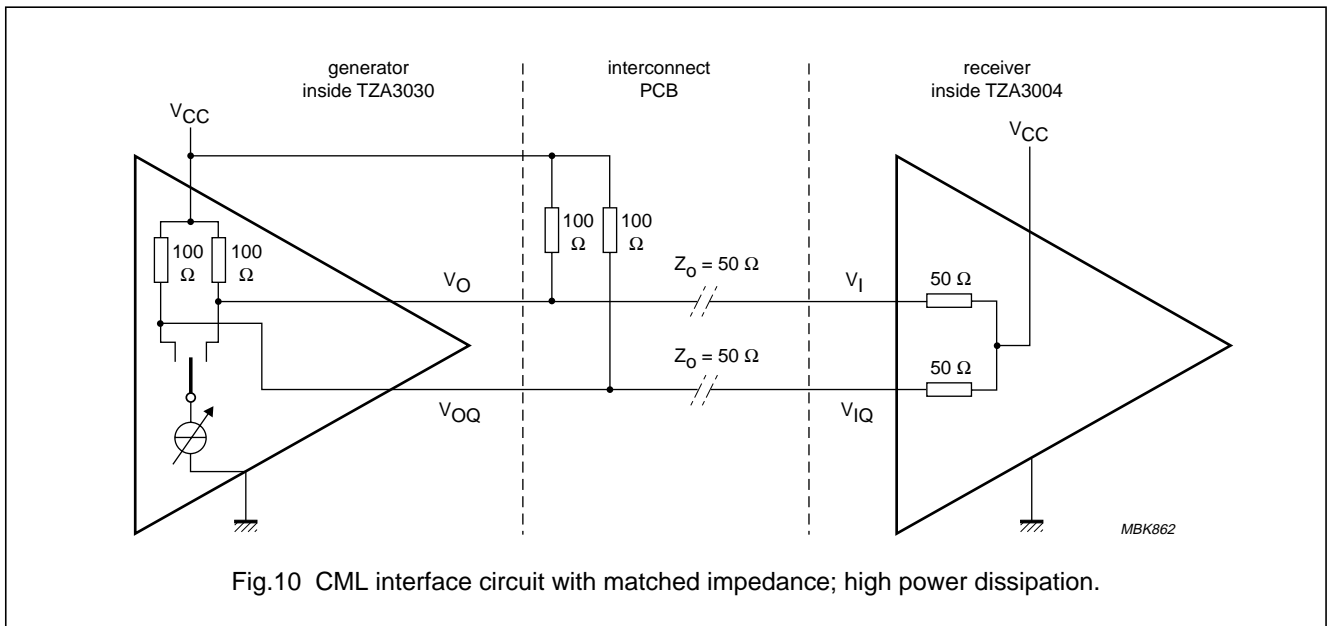 generator
inside TZA3030
interconnect
PCB
receiver
inside TZA3004
VCC
VCC
100
Ω
100
Ω
100
Ω
100
Ω
Zo = 50 Ω
VO
VI
50 Ω
Zo = 50 Ω
50 Ω
VOQ
VIQ
MBK862
Fig.10 CML interface circuit with matched impedance; high power dissipation.